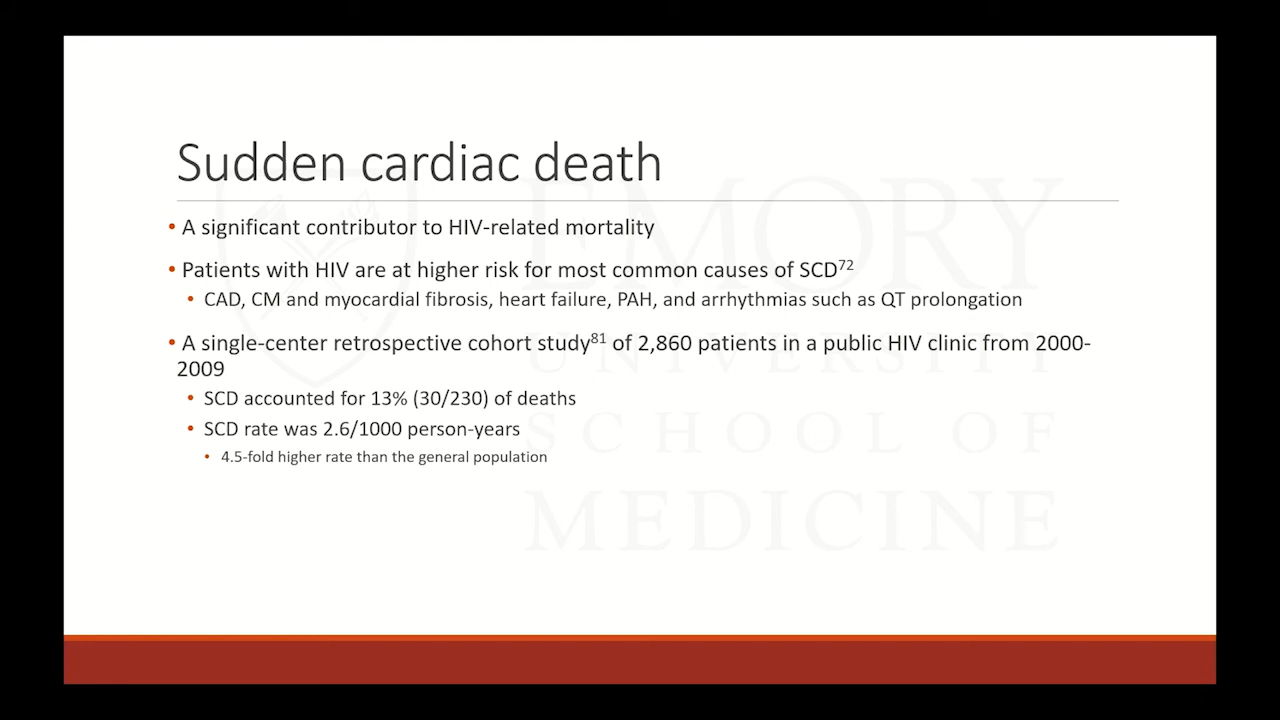 Sudden cardiac death
• A significant contributor to HIV-related mortality
• Patients with HIV are at higher risk for most common causes of SCD72
• CAD, CM and myocardial fibrosis, heart failure, PAH, and arrhythmias such as QT prolongation
• A single-center retrospective cohort study81 of 2,860 patients in a public HIV clinic from 2000-
2009
• SCD accounted for 13% (30/230) of deaths
• SCD rate was 2.6/1000 person-years
• 4.5-fold higher rate than the general population
EMORY
UNIVERSITY
SCHOOL OF
MEDICINE